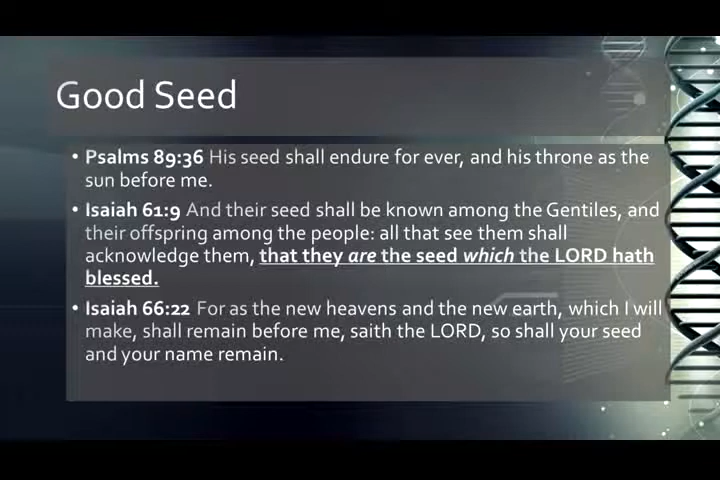 Good Seed
• Psalms 89:36 His seed shall endure for ever, and his throne as the
sun before me.
• Isaiah 61:9 And their seed shall be known among the Gentiles, and
their offspring among the people: all that see them shall
acknowledge them, that they are the seed which the LORD hath
blessed.
• Isaiah 66:22 For as the new heavens and the new earth, which I will
make, shall remain before me, saith the LORD, so shall your seed
and your name remain.